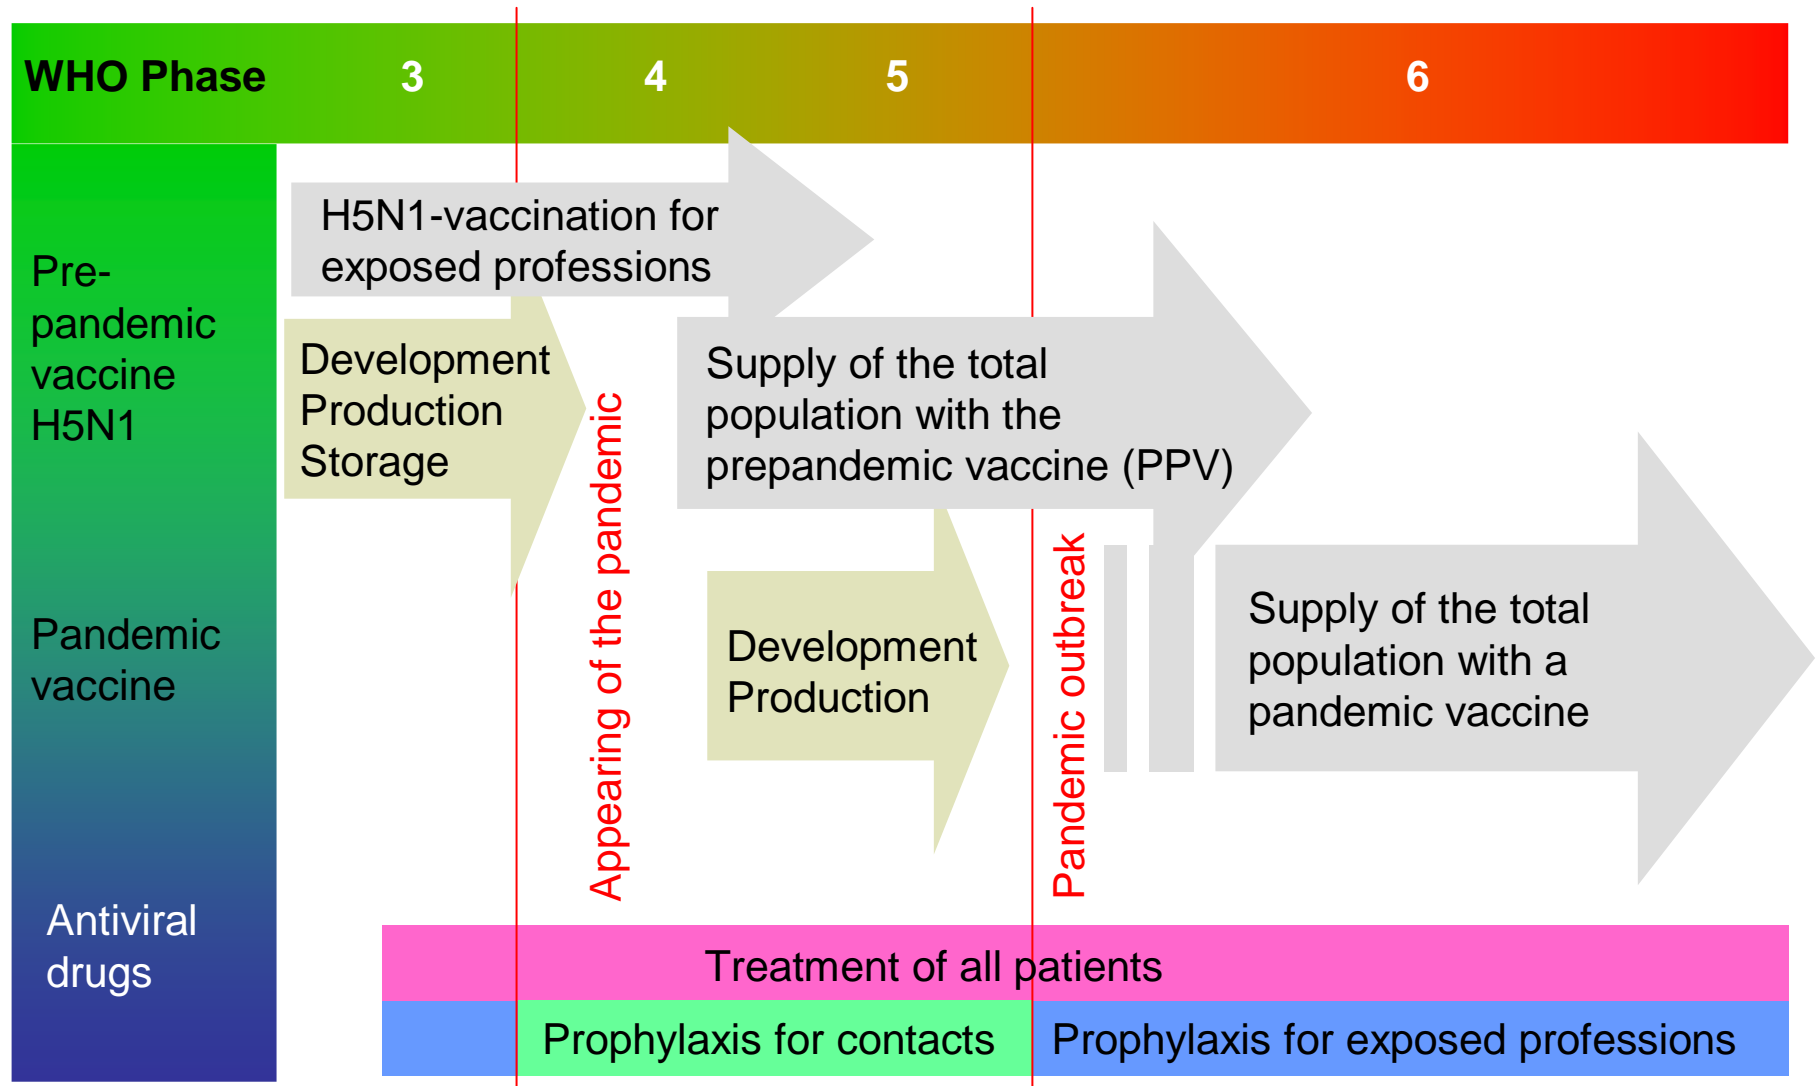 WHO Phase 3 4 5 6
H5N1-vaccination for
exposed professions
Pre-
pandemic
vaccine
H5N1
Development
Production
Storage
Appearing of the pandemic
Supply of the total
population with the
prepandemic vaccine (PPV)
Pandemic
vaccine
Development
Production
Pandemic outbreak
Supply of the total
population with a
pandemic vaccine
Antiviral
drugs
Treatment of all patients
Prophylaxis for contacts
Prophylaxis for exposed professions